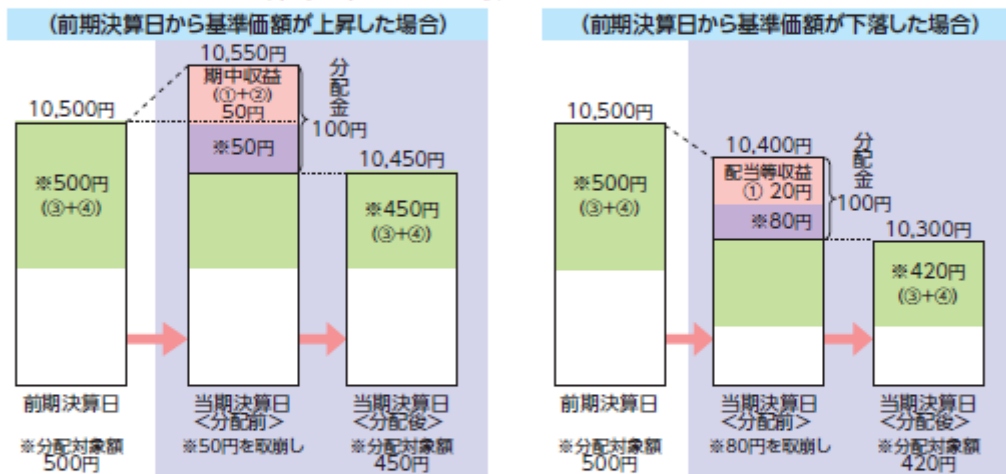 (前期決算日から基準価額が上昇した場合)
10,550円
期中収益
(①+②)
50円
※50円
分配金
100円
10,500円
※500円
(③+④)
10,450円
※450円
(③+④)
前期決算日
※分配対象額
500円
当期決算日
<分配前>
※50円を取崩し
当期決算日
<分配後>
※分配対象額
450円
(前期決算日から基準価額が下落した場合)
10,500円
※500円
(③+④)
10,400円
配当等収益
① 20円
※80円
分配金
100円
10,300円
※420円
(③+④)
前期決算日
※分配対象額
500円
当期決算日
<分配前>
※80円を取崩し
当期決算日
<分配後>
※分配対象額
420円